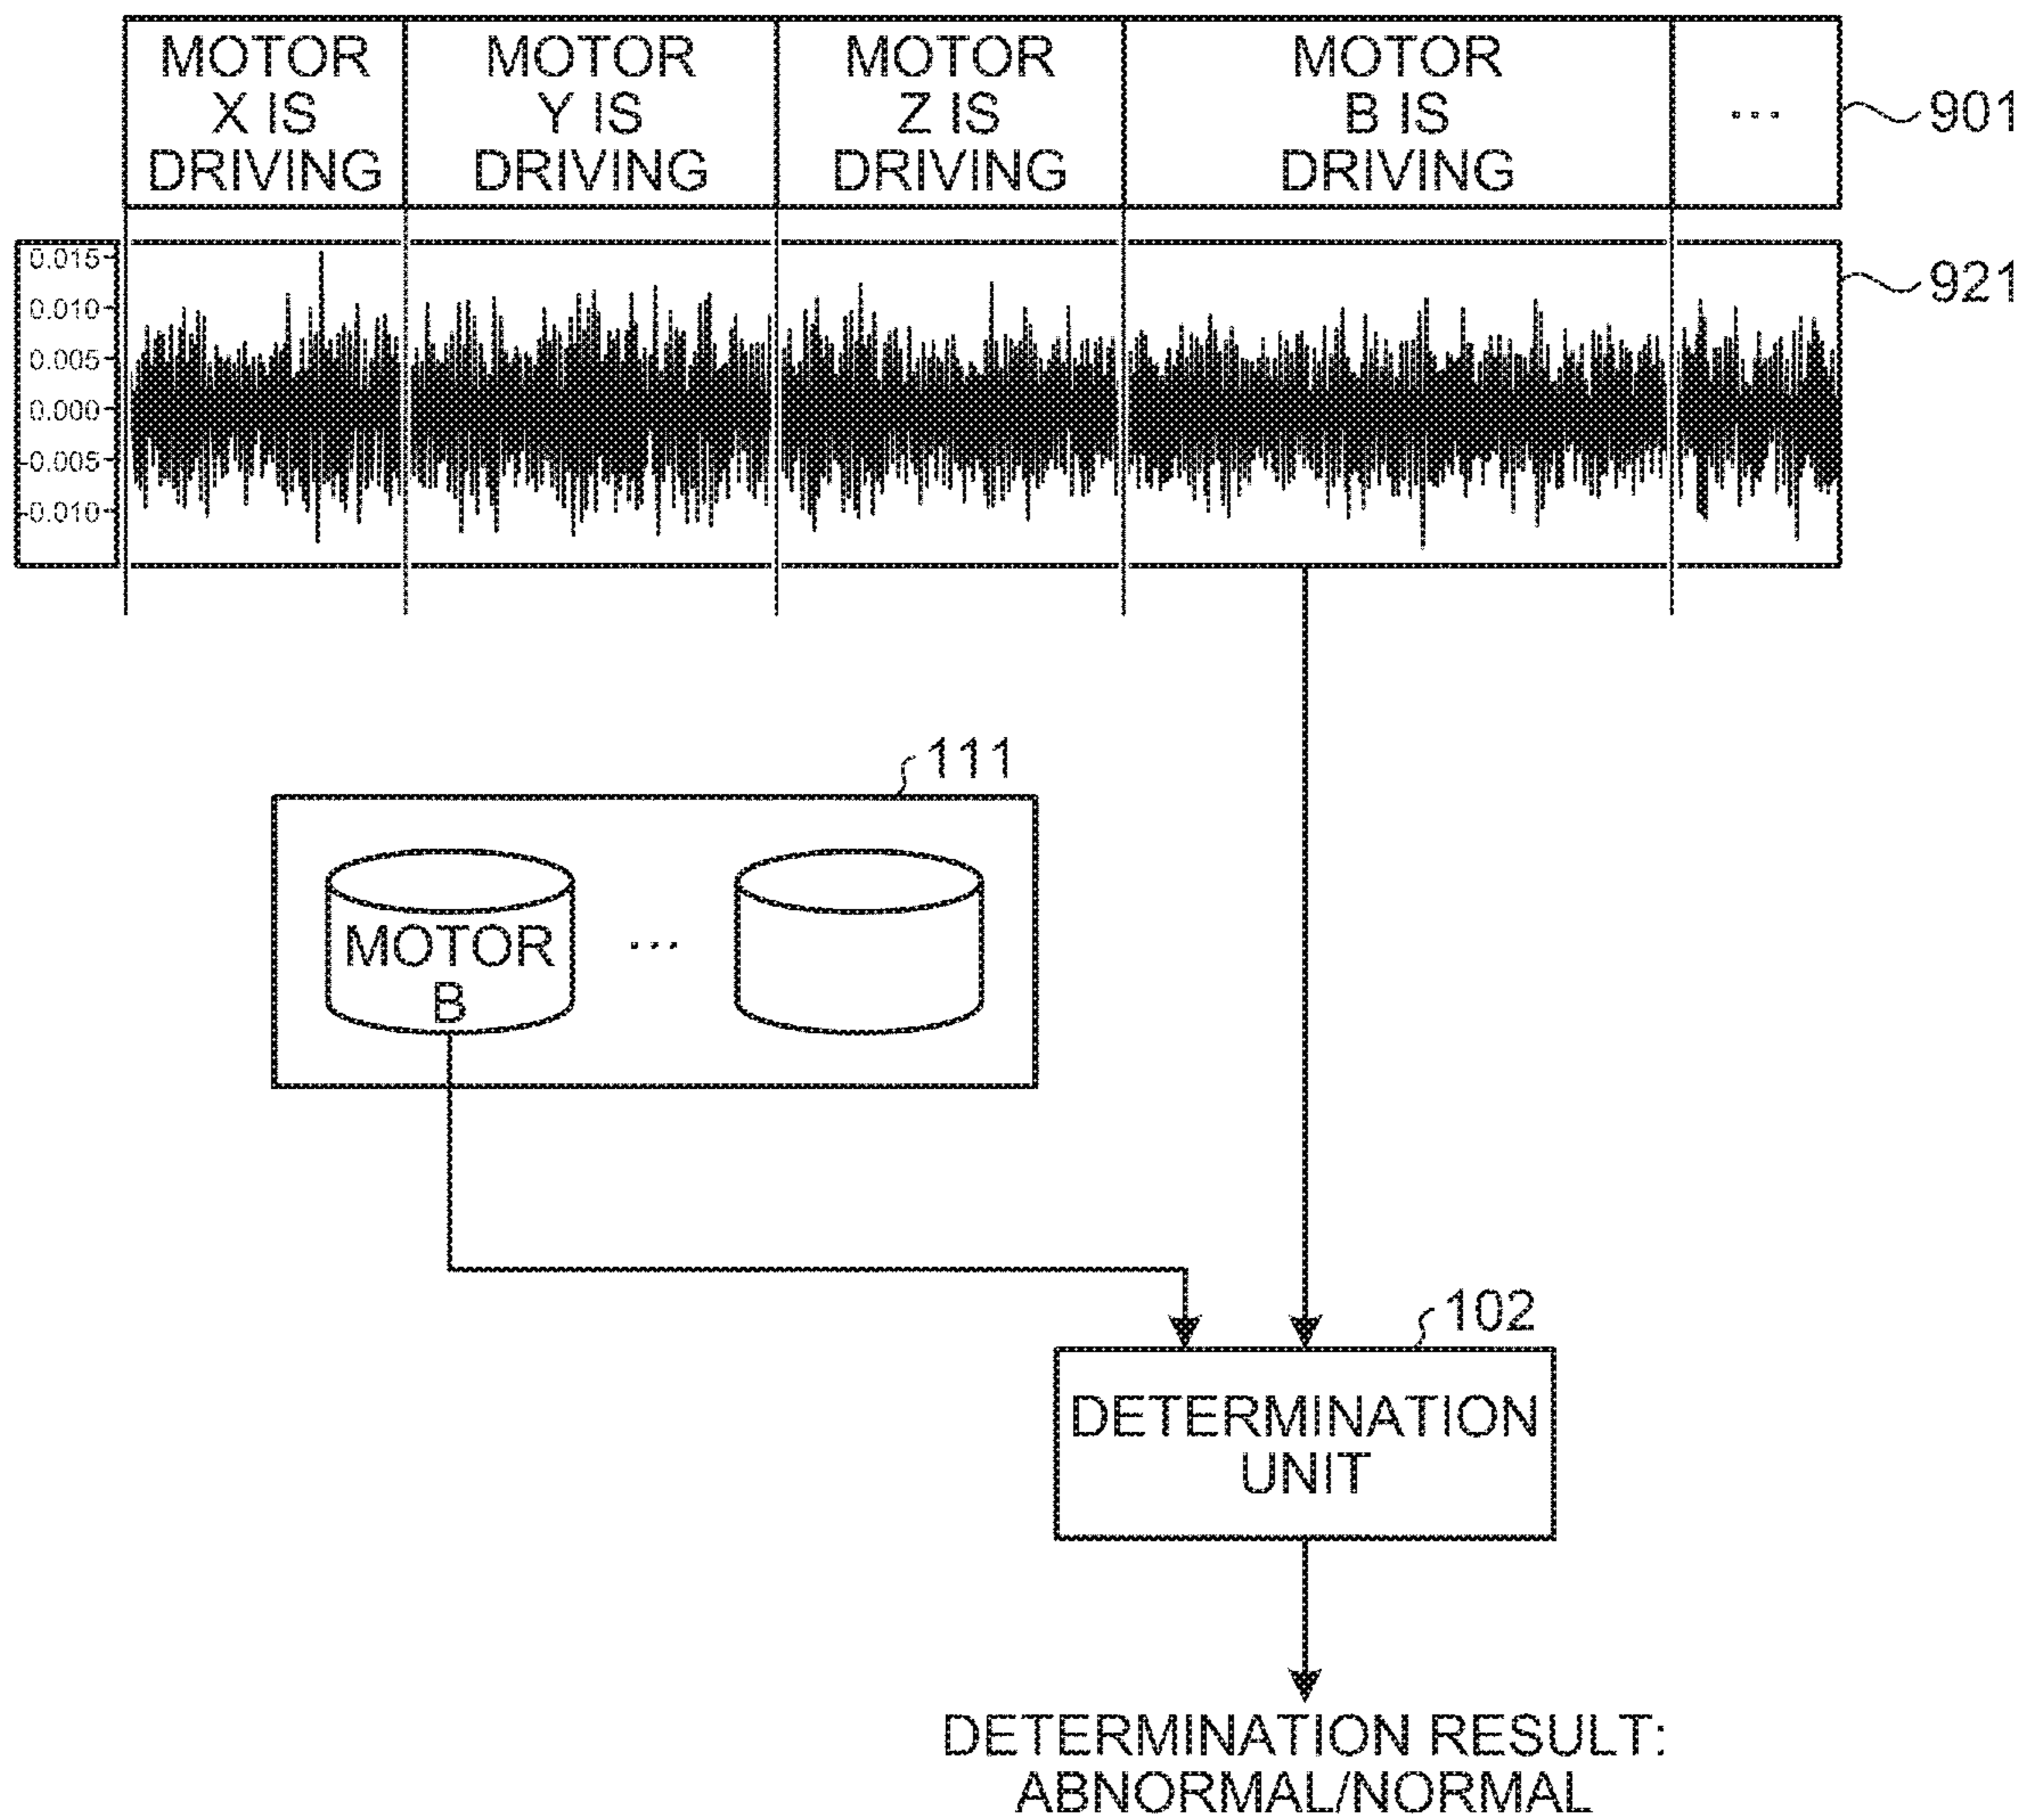 MOTOR
X IS
DRIVING
MOTOR
Y IS
DRIVING
MOTOR
Z IS
DRIVING
MOTOR
B IS
DRIVING
...
901
0.015
0.010
0.005
0.000
-0.005
-0.010
921
111
MOTOR
B
...
102
DETERMINATION
UNIT
DETERMINATION RESULT:
ABNORMAL/NORMAL